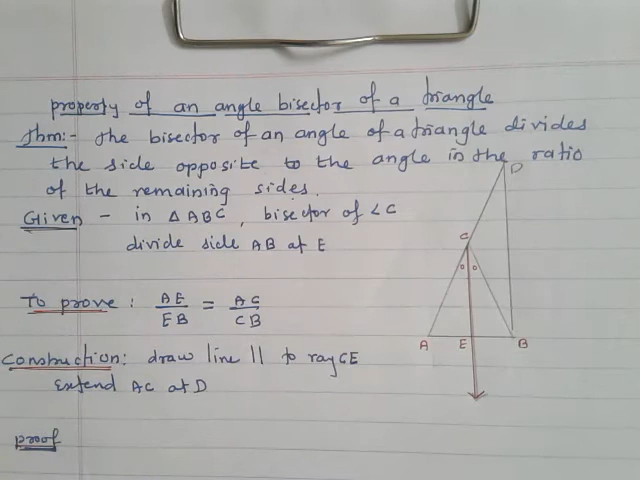 property of an angle bisector of a triangle
Thm:- The bisector of an angle of a triangle divides
the side opposite to the angle in the ratio
of the remaining sides.
Given - in △ABC, bisector of ∠C
divide side AB at E
To prove : AE/EB = AC/CB
Construction: draw line || to ray CE
Extend AC at D
proof
D
C
A E B